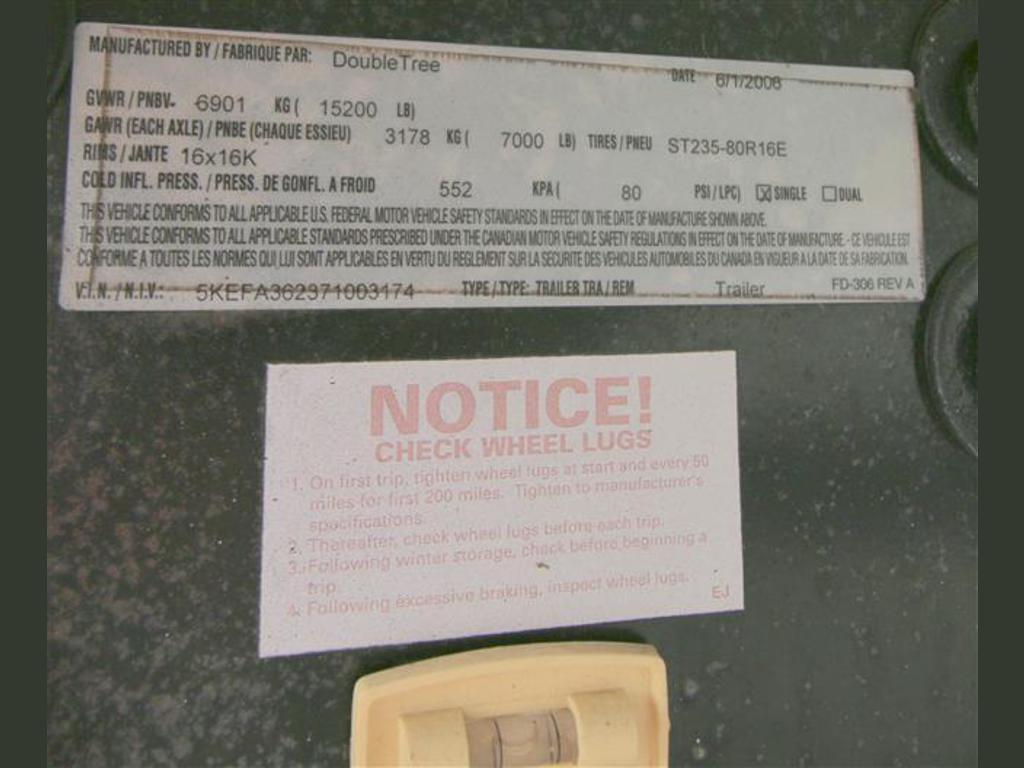 MANUFACTURED BY / FABRIQUE PAR: DoubleTree DATE 6/1/2006
GVWR / PNBV- 6901 KG ( 15200 LB)
GAWR (EACH AXLE) / PNBE (CHAQUE ESSIEU) 3178 KG ( 7000 LB) TIRES / PNEU ST235-80R16E
RIMS / JANTE 16x16K
COLD INFL. PRESS. / PRESS. DE GONFL. A FROID 552 KPA ( 80 PSI / LPC) ☒ SINGLE ☐ DUAL
THIS VEHICLE CONFORMS TO ALL APPLICABLE U.S. FEDERAL MOTOR VEHICLE SAFETY STANDARDS IN EFFECT ON THE DATE OF MANUFACTURE SHOWN ABOVE.
THIS VEHICLE CONFORMS TO ALL APPLICABLE STANDARDS PRESCRIBED UNDER THE CANADIAN MOTOR VEHICLE SAFETY REGULATIONS IN EFFECT ON THE DATE OF MANUFACTURE. - CE VEHICULE EST
CONFORME A TOUTES LES NORMES QUI LUI SONT APPLICABLES EN VERTU DU REGLEMENT SUR LA SECURITE DES VEHICULES AUTOMOBILES DU CANADA EN VIGUEUR A LA DATE DE SA FABRICATION.
V.I.N. / N.I.V.: 5KEFA362371003174 TYPE / TYPE: TRAILER TRA / REM Trailer FD-306 REV A
NOTICE!
CHECK WHEEL LUGS
1. On first trip, tighten wheel lugs at start and every 50
miles for first 200 miles. Tighten to manufacturer's
specifications.
2. Thereafter, check wheel lugs before each trip.
3. Following winter storage, check before beginning a
trip.
4. Following excessive braking, inspect wheel lugs.
EJ